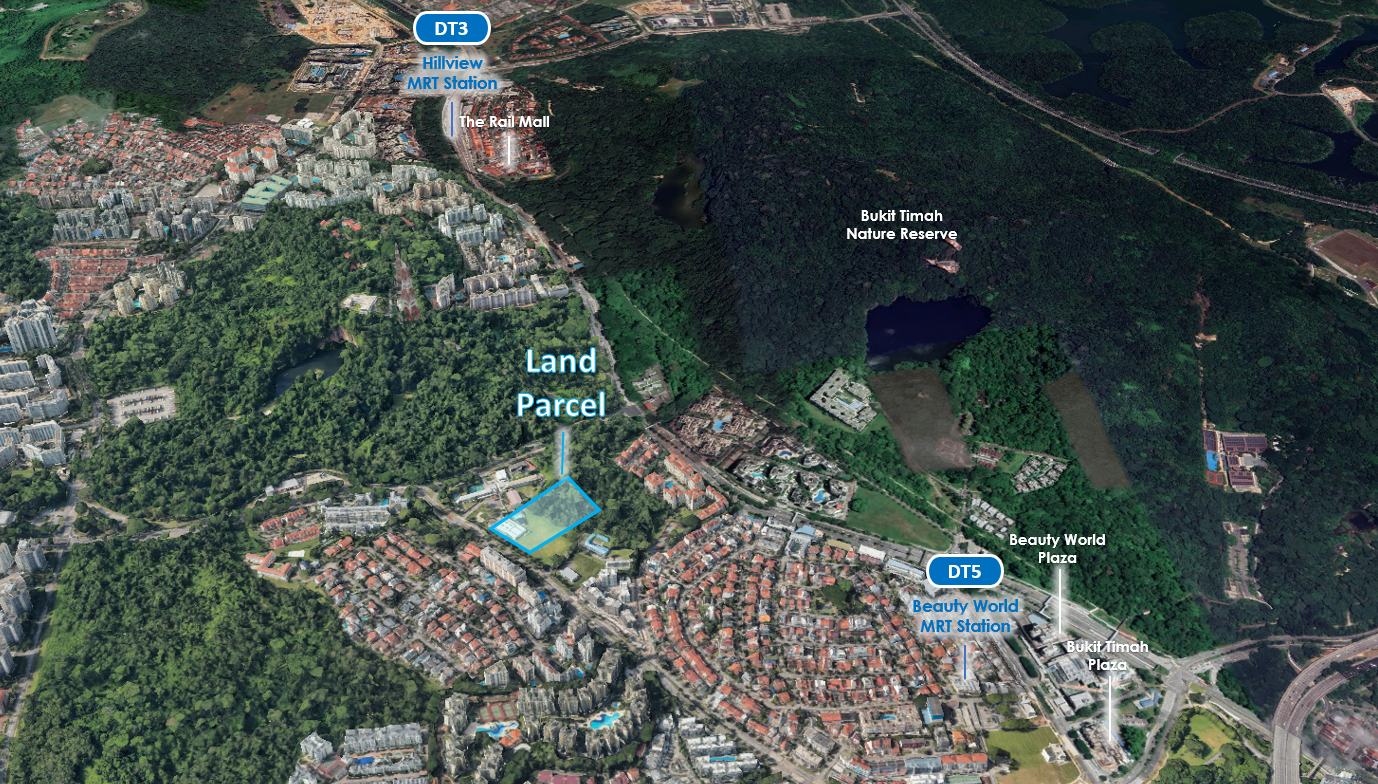 DT3
Hillview
MRT Station
The Rail Mall
Bukit Timah
Nature Reserve
Land
Parcel
Beauty World
Plaza
DT5
Beauty World
MRT Station
Bukit Timah
Plaza